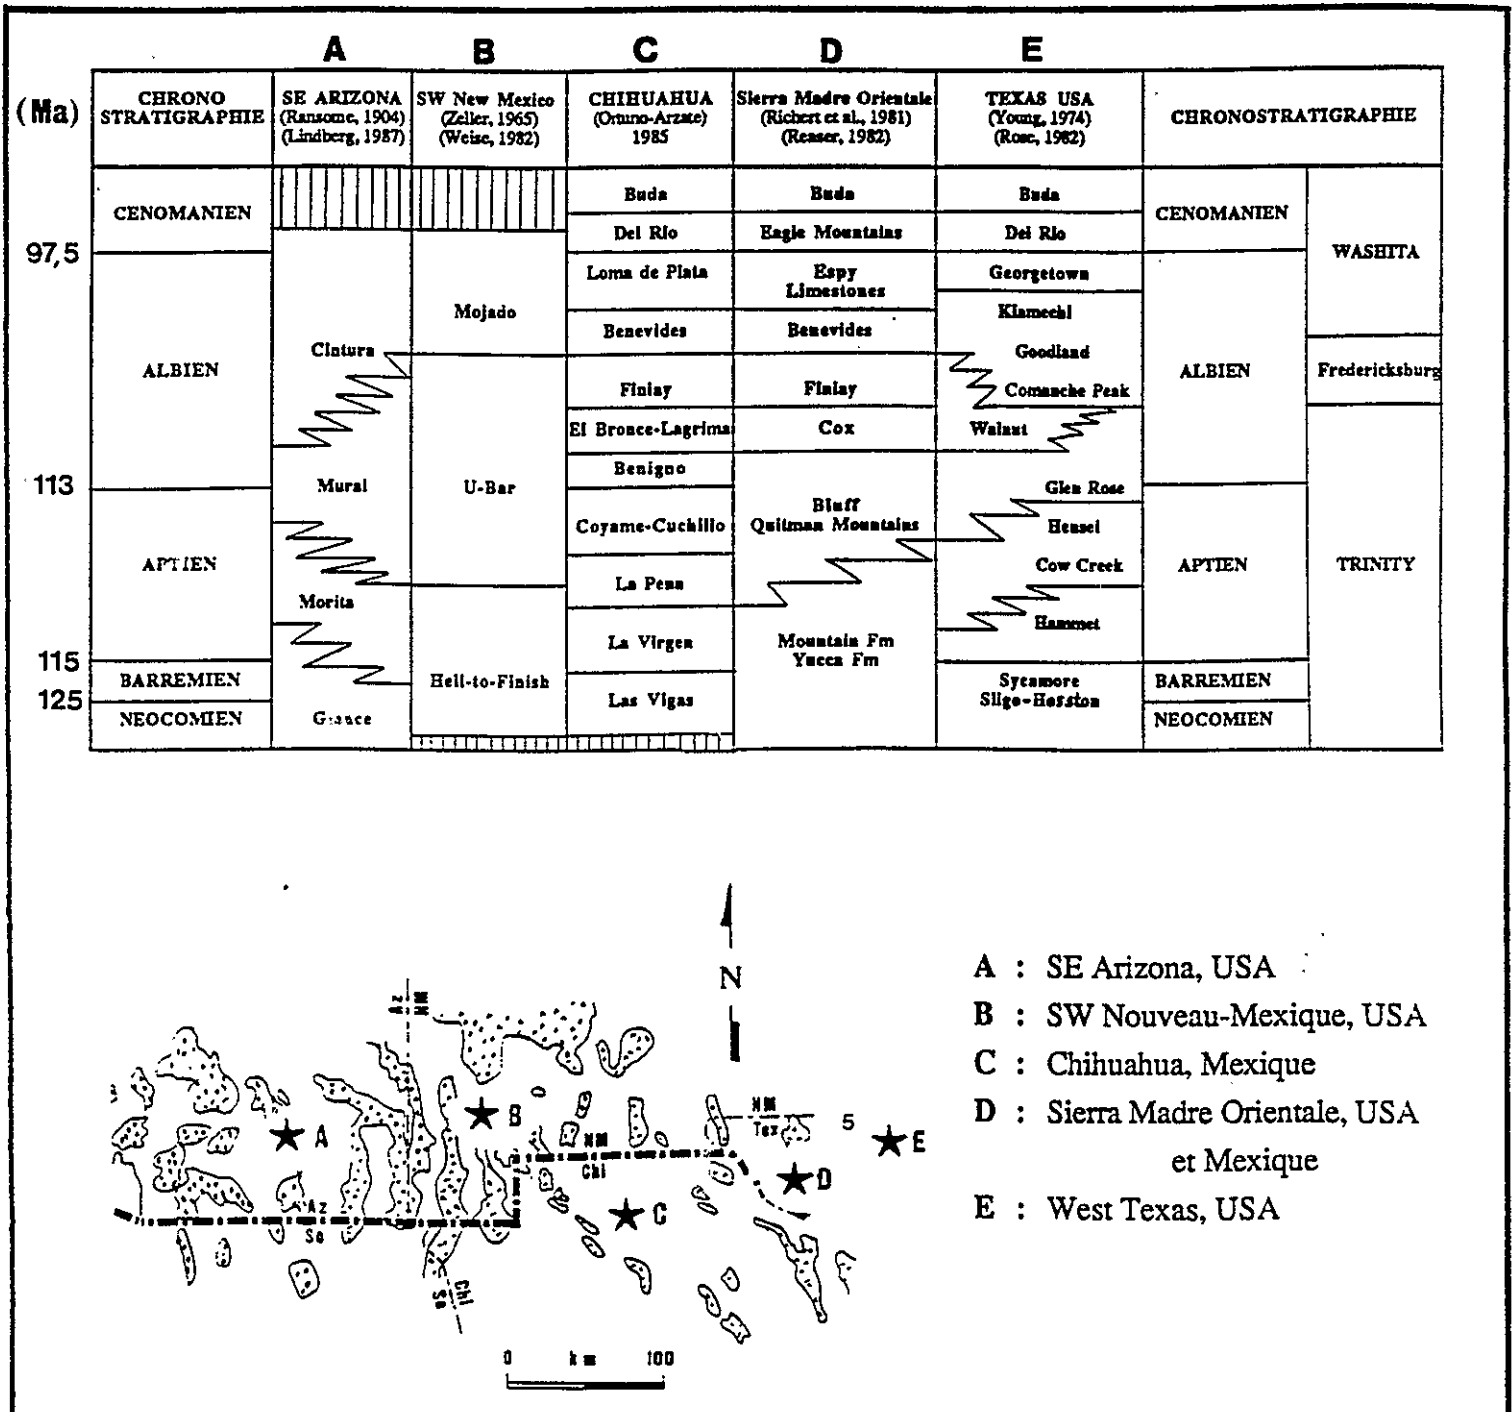 A B C D E
(Ma)
CHRONO STRATIGRAPHIE
SE ARIZONA (Ransome, 1904) (Lindberg, 1987)
SW New Mexico (Zeller, 1965) (Weise, 1982)
CHIHUAHUA (Ortuno-Arzate) 1985
Sierra Madre Orientale (Richert et al., 1981) (Reaser, 1982)
TEXAS USA (Young, 1974) (Rose, 1982)
CHRONOSTRATIGRAPHIE
CENOMANIEN
97,5
ALBIEN
113
APTIEN
115
BARREMIEN
125
NEOCOMIEN
Cintura
Mural
Morita
Glance
Mojado
U-Bar
Hell-to-Finish
Buda
Del Rio
Loma de Plata
Benevides
Finlay
El Bronce-Lagrima
Benigno
Coyame-Cuchillo
La Pena
La Virgen
Las Vigas
Buda
Eagle Mountains
Espy
Limestones
Benevides
Finlay
Cox
Bluff
Quitman Mountains
Mountain Fm
Yucca Fm
Buda
Del Rio
Georgetown
Kiamechi
Goodland
Comanche Peak
Walnut
Glen Rose
Hensel
Cow Creek
Hammet
Sycamore
Sligo-Hosston
CENOMANIEN
ALBIEN
APTIEN
BARREMIEN
NEOCOMIEN
WASHITA
Fredericksburg
TRINITY
N
Az
NM
A
B
NM
Chi
NM
Tex
5
E
D
C
Az
So
So
Chi
0 km 100
A : SE Arizona, USA
B : SW Nouveau-Mexique, USA
C : Chihuahua, Mexique
D : Sierra Madre Orientale, USA
et Mexique
E : West Texas, USA